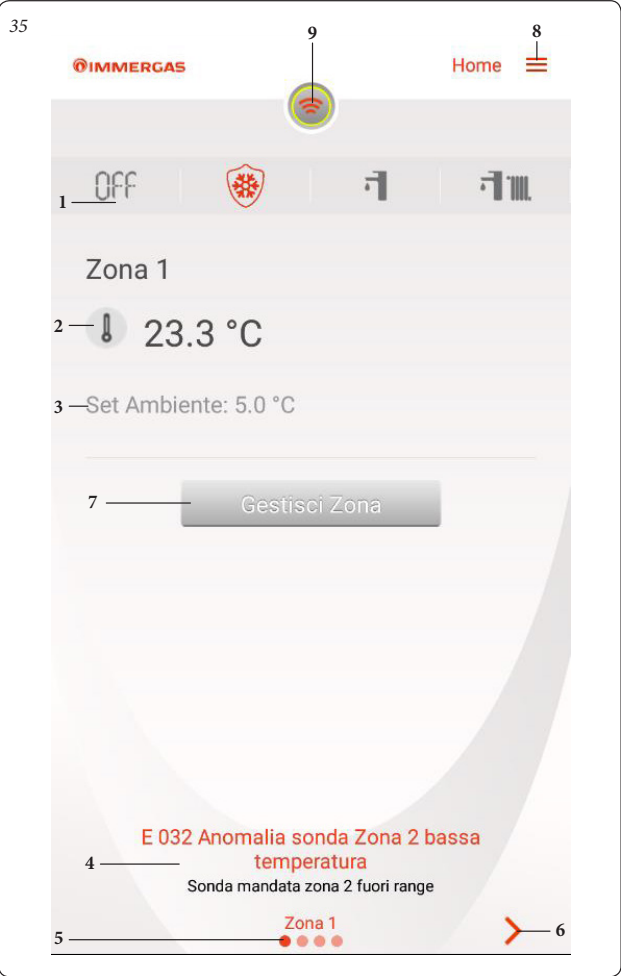 35
9
8
IMMERGAS
Home
OFF
1
Zona 1
2
23.3 °C
3
Set Ambiente: 5.0 °C
7
Gestisci Zona
E 032 Anomalia sonda Zona 2 bassa
temperatura
4
Sonda mandata zona 2 fuori range
Zona 1
5
6